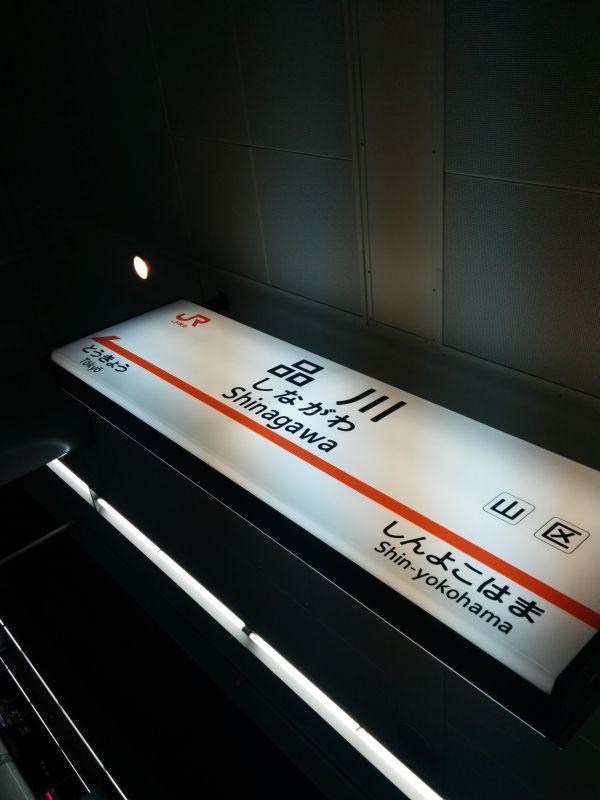 JR
品川
しながわ
Shinagawa
とうきょう
Tōkyō
山 区
しんよこはま
Shin-yokohama